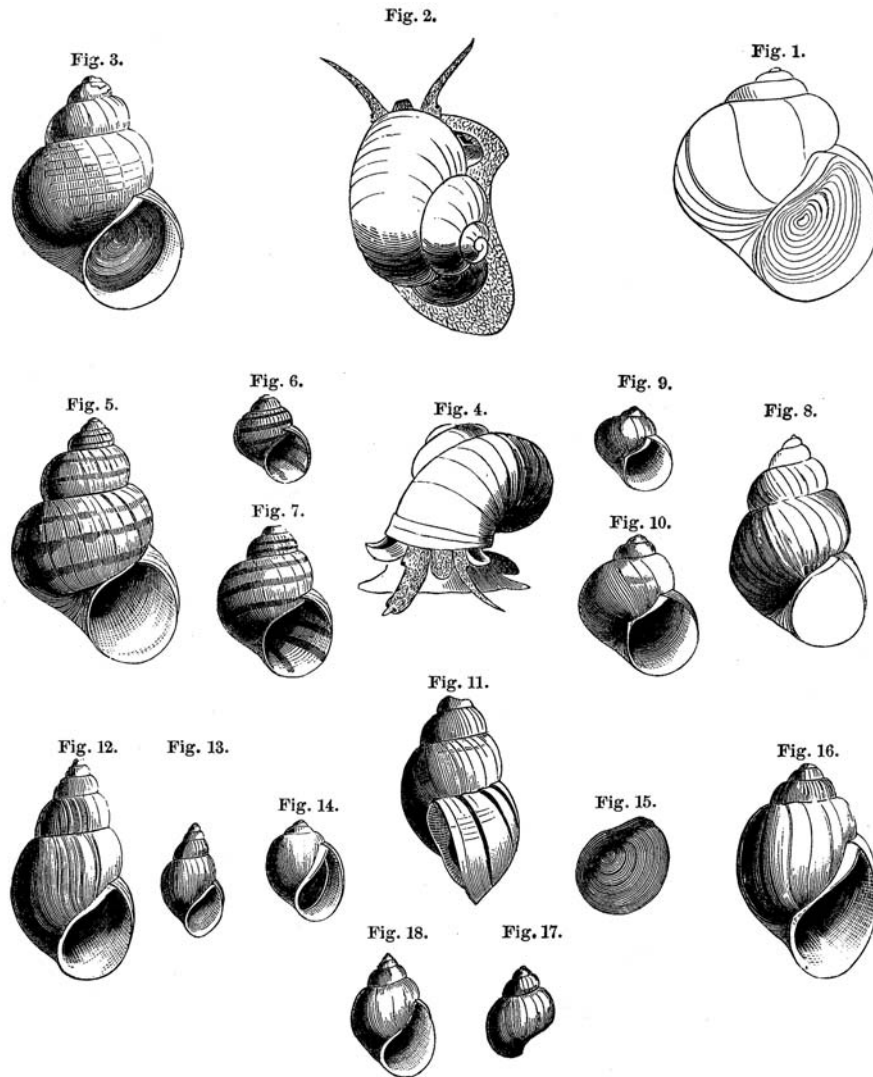 Fig. 2.
Fig. 3.
Fig. 1.
Fig. 6.
Fig. 9.
Fig. 5.
Fig. 4.
Fig. 8.
Fig. 7.
Fig. 10.
Fig. 11.
Fig. 12.
Fig. 13.
Fig. 16.
Fig. 14.
Fig. 15.
Fig. 18.
Fig. 17.